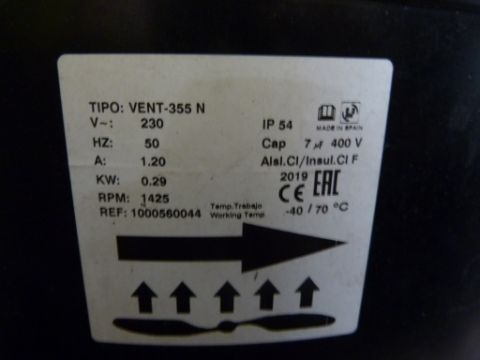 TIPO: VENT-355 N
V~: 230 IP 54 MADE IN SPAIN
HZ: 50 Cap 7 µF 400 V
A: 1.20 Aisl.Cl/Insul.Cl F
KW: 0.29 2019 CE EAC
RPM: 1425
REF: 1000560044 Temp.Trabajo Working Temp. -40 / 70 ºC